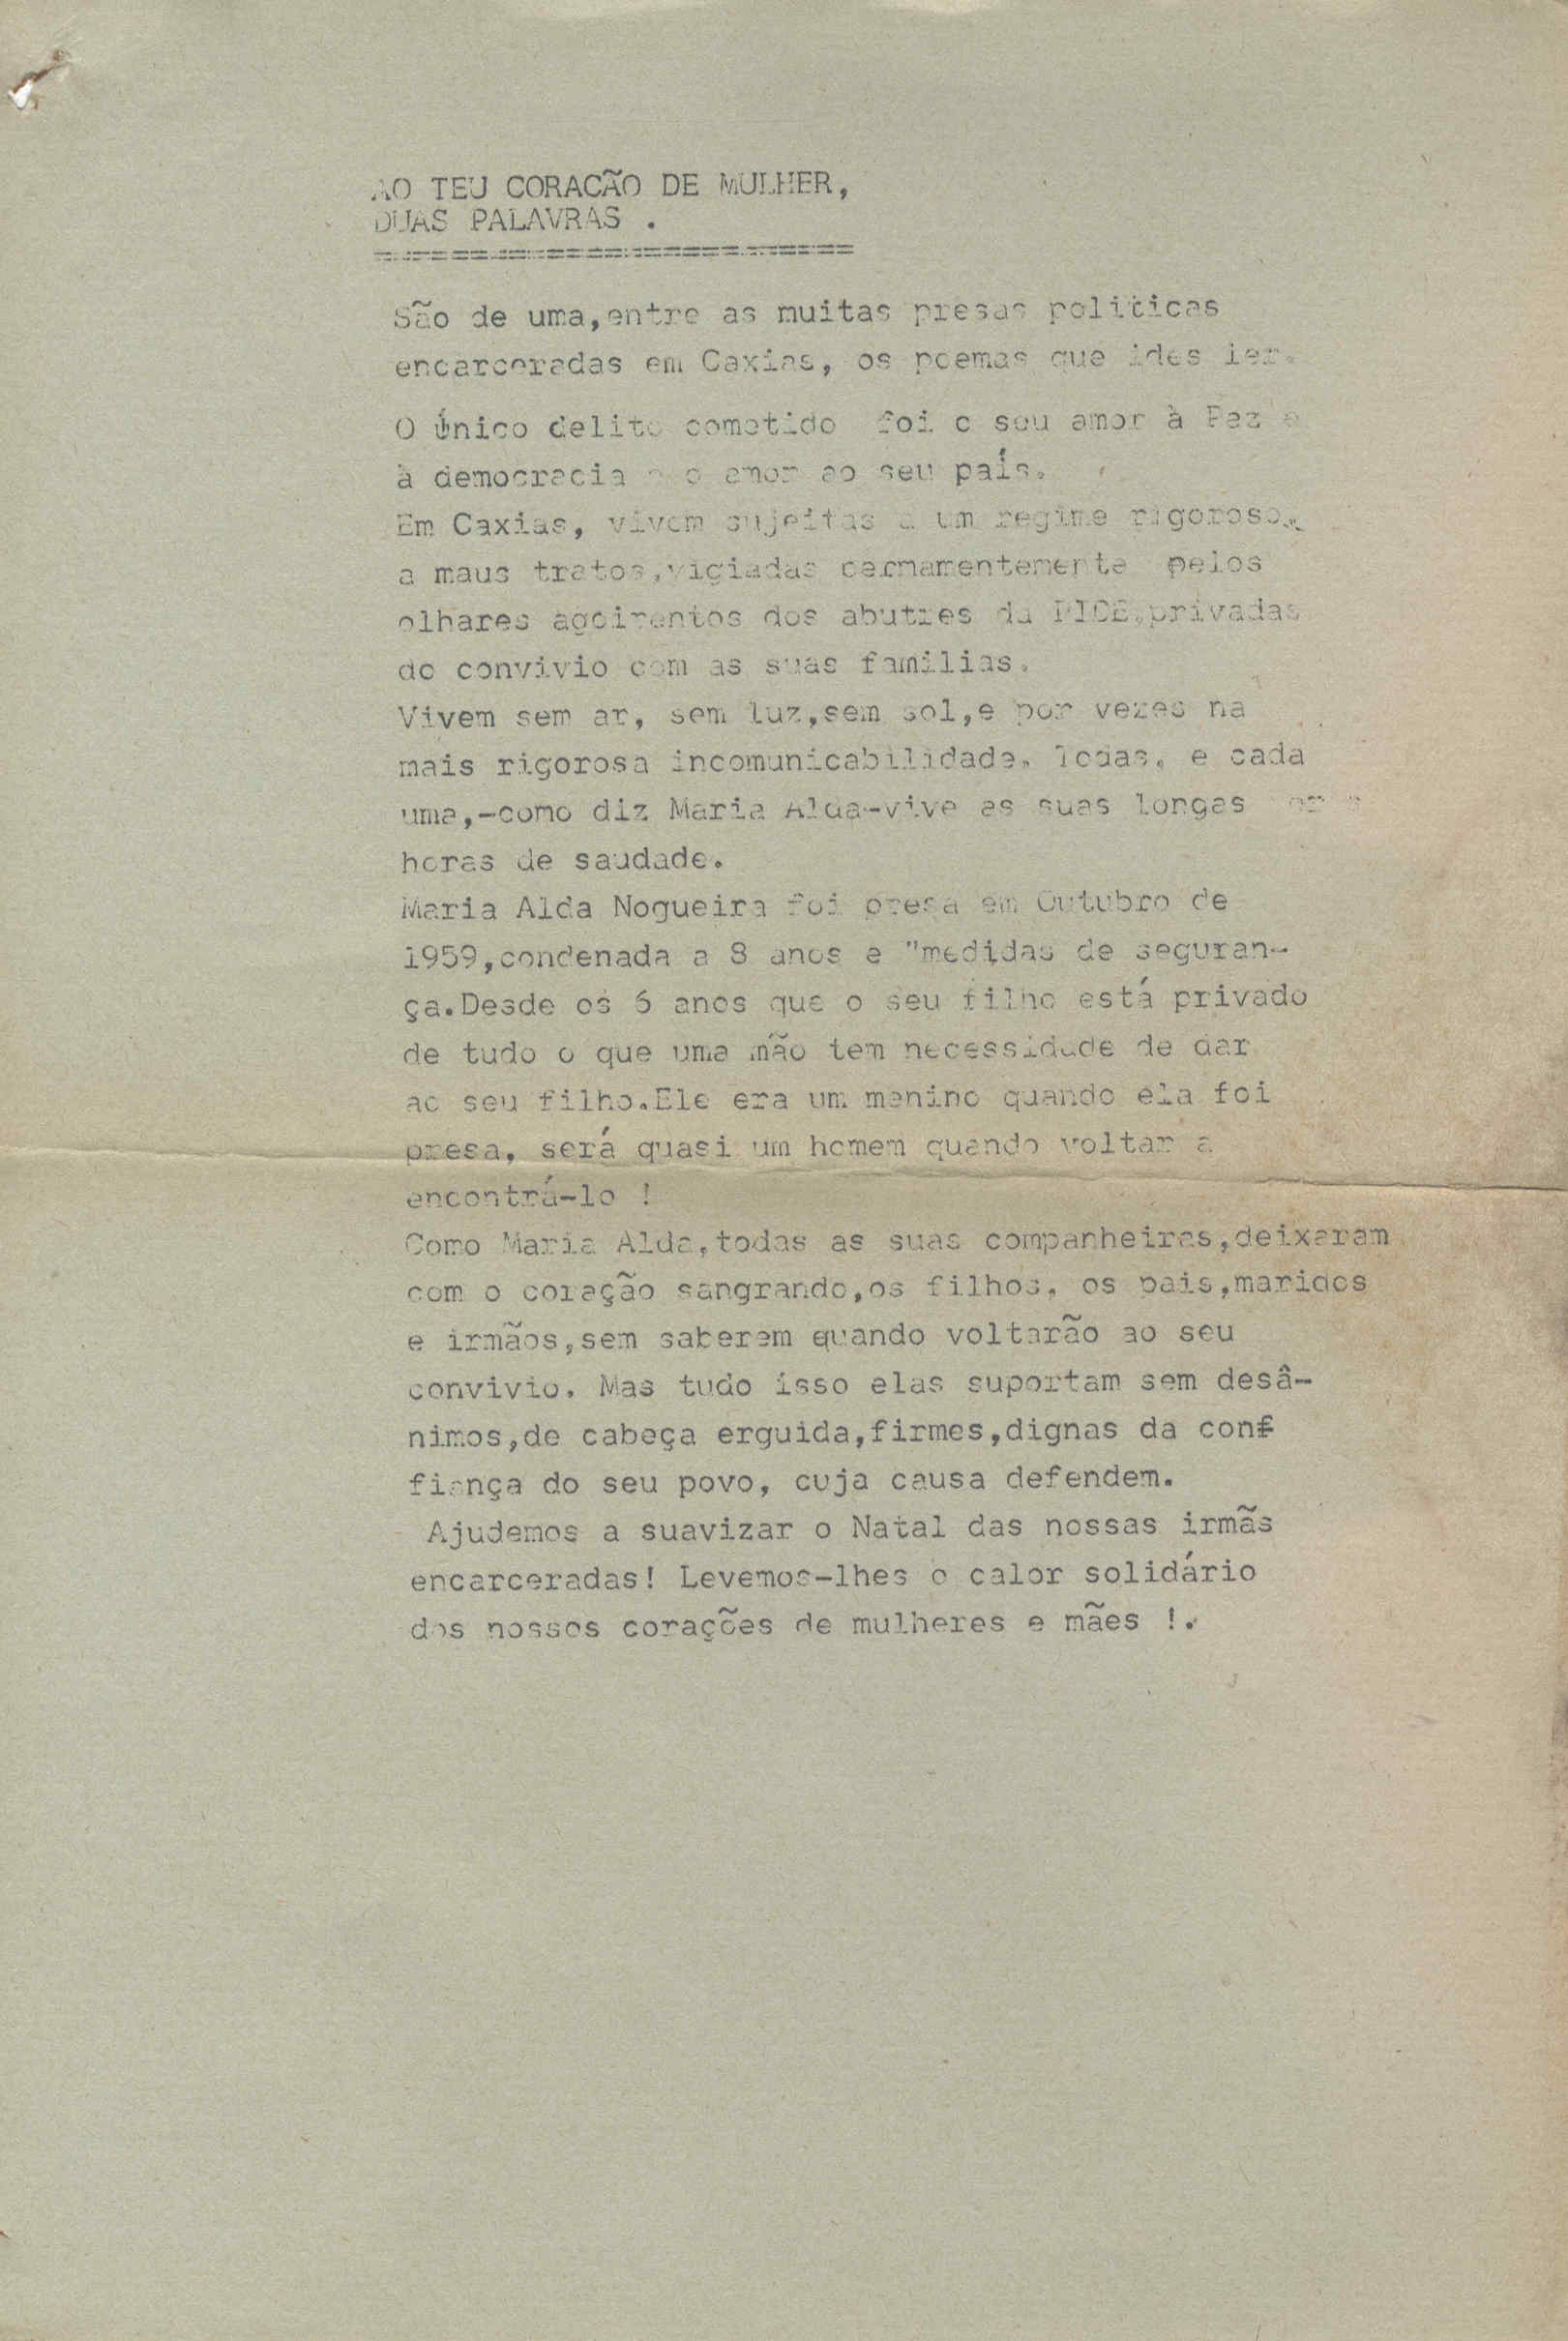 AO TEU CORACÃO DE MULHER,
DUAS PALAVRAS .
São de uma,entre as muitas presas politicas
encarceradas em Caxias, os poemas que ides ler.
O único delito cometido foi o seu amor à Paz e
à democracia e o amor ao seu país.
Em Caxias, vivem sujeitas a um regime rigoroso
a maus tratos,vigiadas permamentemente pelos
olhares agoirentos dos abutres da PIDE,privadas
do convivio com as suas familias.
Vivem sem ar, sem luz,sem sol,e por vezes na
mais rigorosa incomunicabilidade. Todas, e cada
uma,-como diz Maria Alda-vive as suas longas
horas de saudade.
Maria Alda Nogueira foi presa em Outubro de
1959,condenada a 8 anos e "medidas de seguran-
ça.Desde os 6 anos que o seu filho está privado
de tudo o que uma mão tem necessidade de dar
ao seu filho.Ele era um menino quando ela foi
presa, será quasi um homem quando voltar a
encontrá-lo !
Como Maria Alda,todas as suas companheiras,deixaram
com o coração sangrando,os filhos, os pais,maridos
e irmãos,sem saberem quando voltarão ao seu
convivio. Mas tudo isso elas suportam sem desâ-
nimos,de cabeça erguida,firmes,dignas da conf
fiança do seu povo, cuja causa defendem.
Ajudemos a suavizar o Natal das nossas irmãs
encarceradas! Levemos-lhes o calor solidário
dos nossos corações de mulheres e mães !.